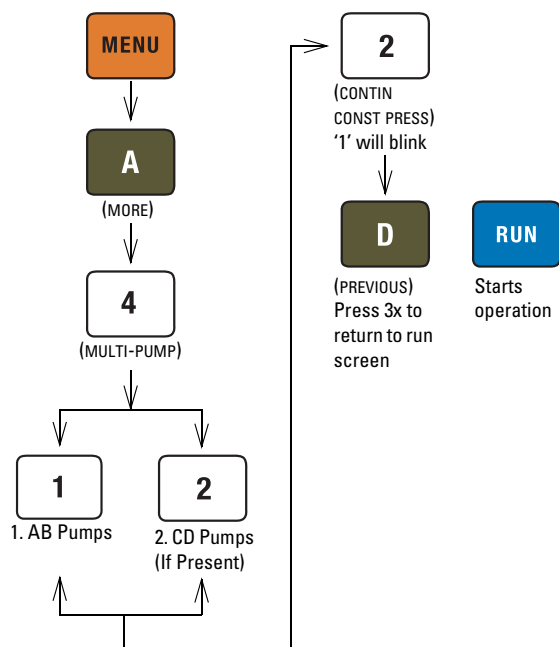 MENU
A
(MORE)
4
(MULTI-PUMP)
1
1. AB Pumps
2
2. CD Pumps
(If Present)
2
(CONTIN
CONST PRESS)
‘1’ will blink
D
(PREVIOUS)
Press 3x to
return to run
screen
RUN
Starts
operation